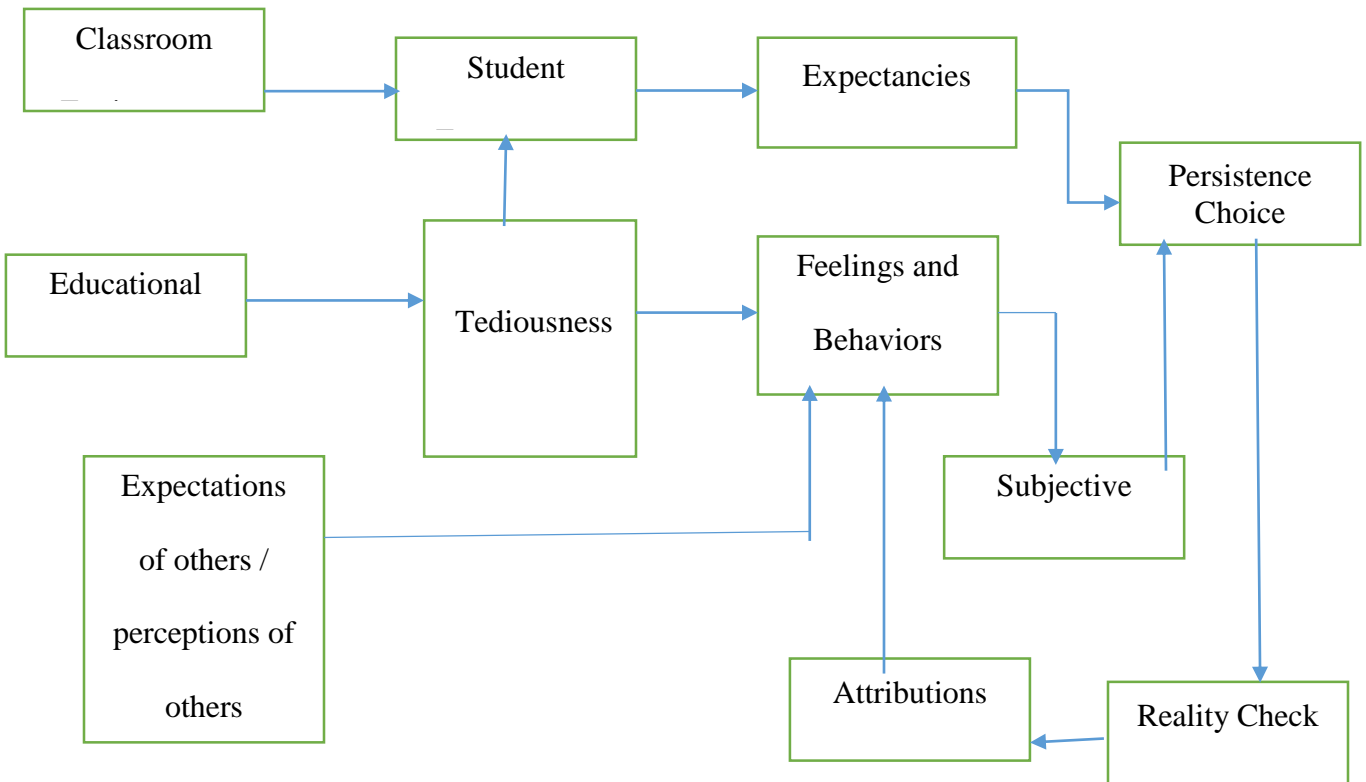 Classroom
Student
Expectancies
Persistence
Choice
Educational
Tediousness
Feelings and
Behaviors
Expectations
of others /
perceptions of
others
Subjective
Attributions
Reality Check